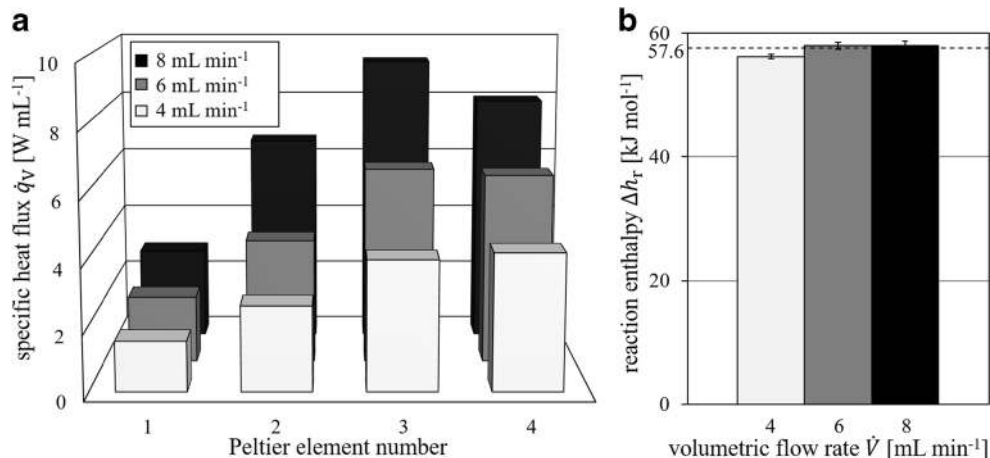 a
specific heat flux q̇V [W mL-1]
10
8
6
4
2
0
8 mL min-1
6 mL min-1
4 mL min-1
1 2 3 4
Peltier element number
b
reaction enthalpy Δhr [kJ mol-1]
60
57.6
40
20
0
4 6 8
volumetric flow rate V̇ [mL min-1]